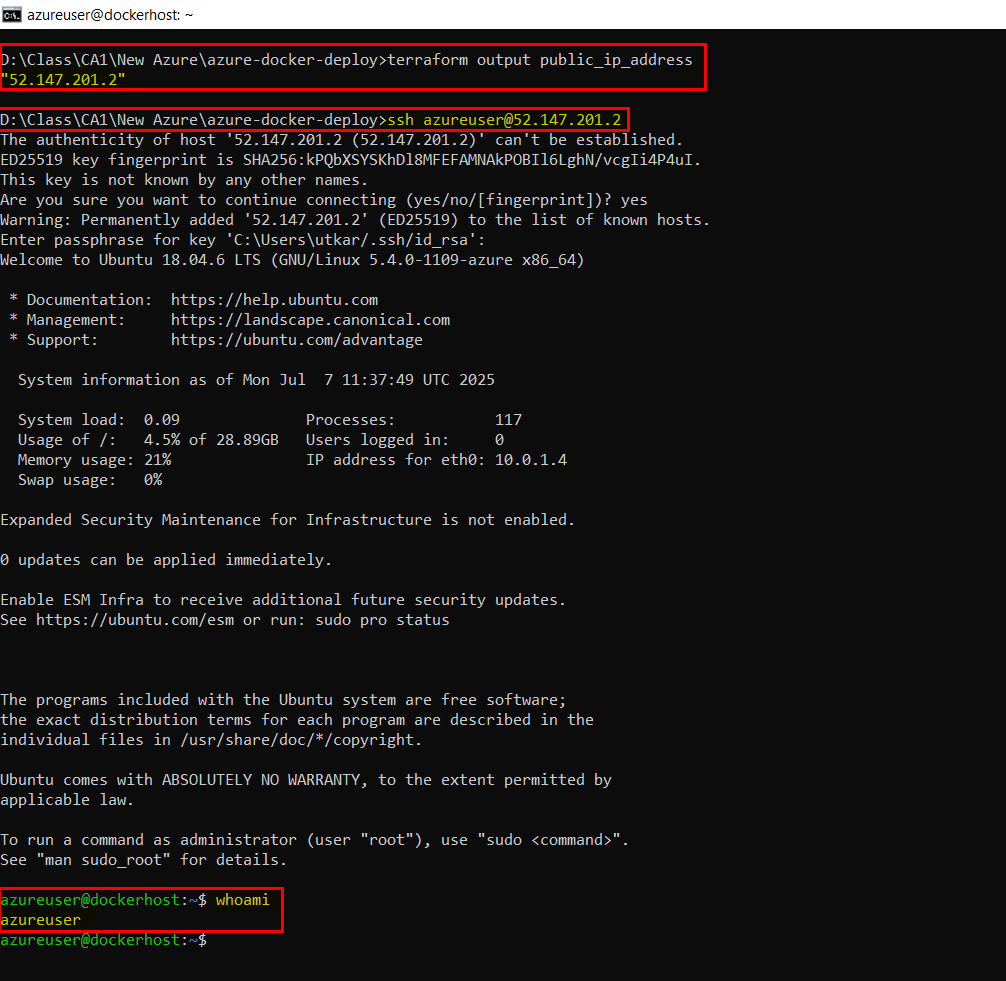 azureuser@dockerhost: ~
D:\Class\CA1\New Azure\azure-docker-deploy>terraform output public_ip_address
"52.147.201.2"
D:\Class\CA1\New Azure\azure-docker-deploy>ssh azureuser@52.147.201.2
The authenticity of host '52.147.201.2 (52.147.201.2)' can't be established.
ED25519 key fingerprint is SHA256:kPQbXSYSKhDl8MFEFAMNAkPOBIl6LghN/vcgIi4P4uI.
This key is not known by any other names.
Are you sure you want to continue connecting (yes/no/[fingerprint])? yes
Warning: Permanently added '52.147.201.2' (ED25519) to the list of known hosts.
Enter passphrase for key 'C:\Users\utkar/.ssh/id_rsa':
Welcome to Ubuntu 18.04.6 LTS (GNU/Linux 5.4.0-1109-azure x86_64)
* Documentation:  https://help.ubuntu.com
* Management:     https://landscape.canonical.com
* Support:        https://ubuntu.com/advantage
System information as of Mon Jul  7 11:37:49 UTC 2025
System load:  0.09              Processes:           117
Usage of /:   4.5% of 28.89GB   Users logged in:     0
Memory usage: 21%               IP address for eth0: 10.0.1.4
Swap usage:   0%
Expanded Security Maintenance for Infrastructure is not enabled.
0 updates can be applied immediately.
Enable ESM Infra to receive additional future security updates.
See https://ubuntu.com/esm or run: sudo pro status
The programs included with the Ubuntu system are free software;
the exact distribution terms for each program are described in the
individual files in /usr/share/doc/*/copyright.
Ubuntu comes with ABSOLUTELY NO WARRANTY, to the extent permitted by
applicable law.
To run a command as administrator (user "root"), use "sudo <command>".
See "man sudo_root" for details.
azureuser@dockerhost:~$ whoami
azureuser
azureuser@dockerhost:~$